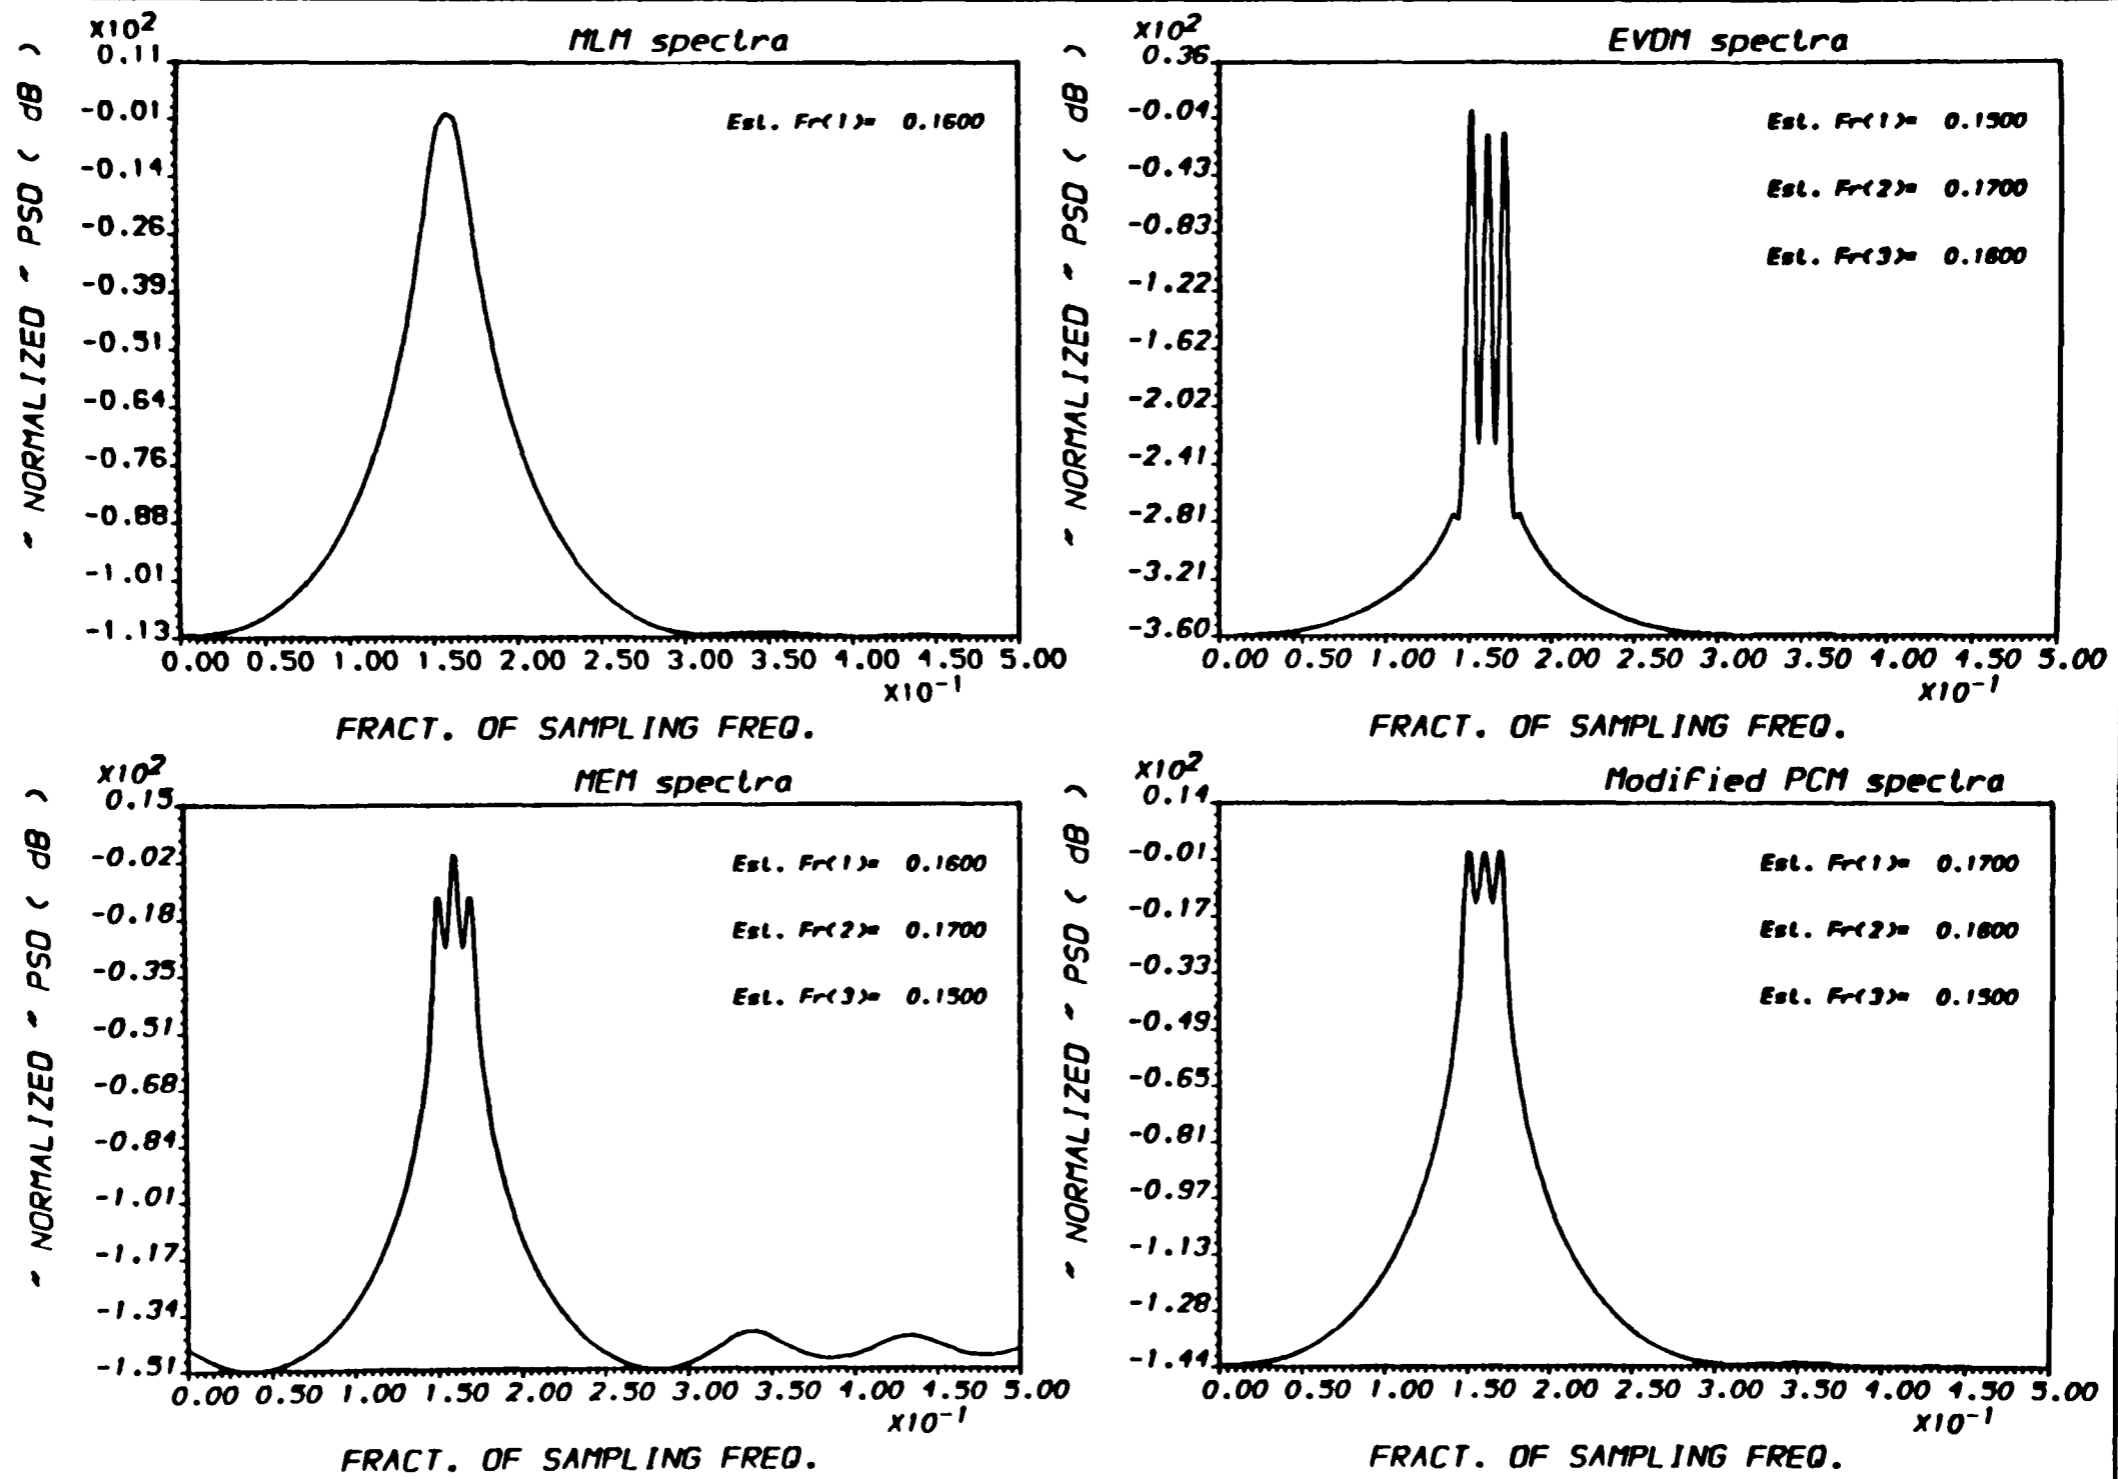 MLM spectra
x10²
0.11
-0.01
-0.14
-0.26
-0.39
-0.51
-0.64
-0.76
-0.88
-1.01
-1.13
" NORMALIZED " PSD ( dB )
Est. Fr(1)= 0.1600
0.00 0.50 1.00 1.50 2.00 2.50 3.00 3.50 4.00 4.50 5.00
x10⁻¹
FRACT. OF SAMPLING FREQ.
EVDM spectra
x10²
0.36
-0.04
-0.43
-0.83
-1.22
-1.62
-2.02
-2.41
-2.81
-3.21
-3.60
" NORMALIZED " PSD ( dB )
Est. Fr(1)= 0.1500
Est. Fr(2)= 0.1700
Est. Fr(3)= 0.1600
0.00 0.50 1.00 1.50 2.00 2.50 3.00 3.50 4.00 4.50 5.00
x10⁻¹
FRACT. OF SAMPLING FREQ.
MEM spectra
x10²
0.15
-0.02
-0.18
-0.35
-0.51
-0.68
-0.84
-1.01
-1.17
-1.34
-1.51
" NORMALIZED " PSD ( dB )
Est. Fr(1)= 0.1600
Est. Fr(2)= 0.1700
Est. Fr(3)= 0.1500
0.00 0.50 1.00 1.50 2.00 2.50 3.00 3.50 4.00 4.50 5.00
x10⁻¹
FRACT. OF SAMPLING FREQ.
Modified PCM spectra
x10²
0.14
-0.01
-0.17
-0.33
-0.49
-0.65
-0.81
-0.97
-1.13
-1.28
-1.44
" NORMALIZED " PSD ( dB )
Est. Fr(1)= 0.1700
Est. Fr(2)= 0.1600
Est. Fr(3)= 0.1500
0.00 0.50 1.00 1.50 2.00 2.50 3.00 3.50 4.00 4.50 5.00
x10⁻¹
FRACT. OF SAMPLING FREQ.